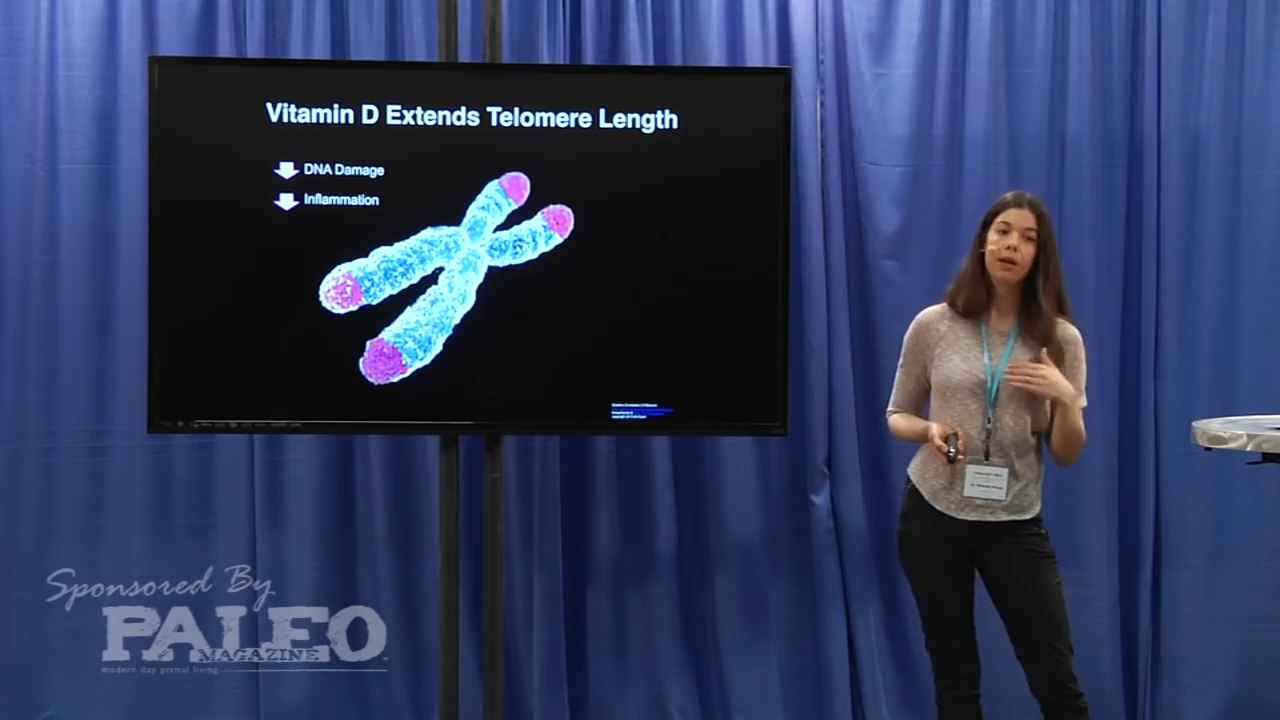 Vitamin D Extends Telomere Length
DNA Damage
Inflammation
Sponsored By
PALEO
MAGAZINE
modern day primal living